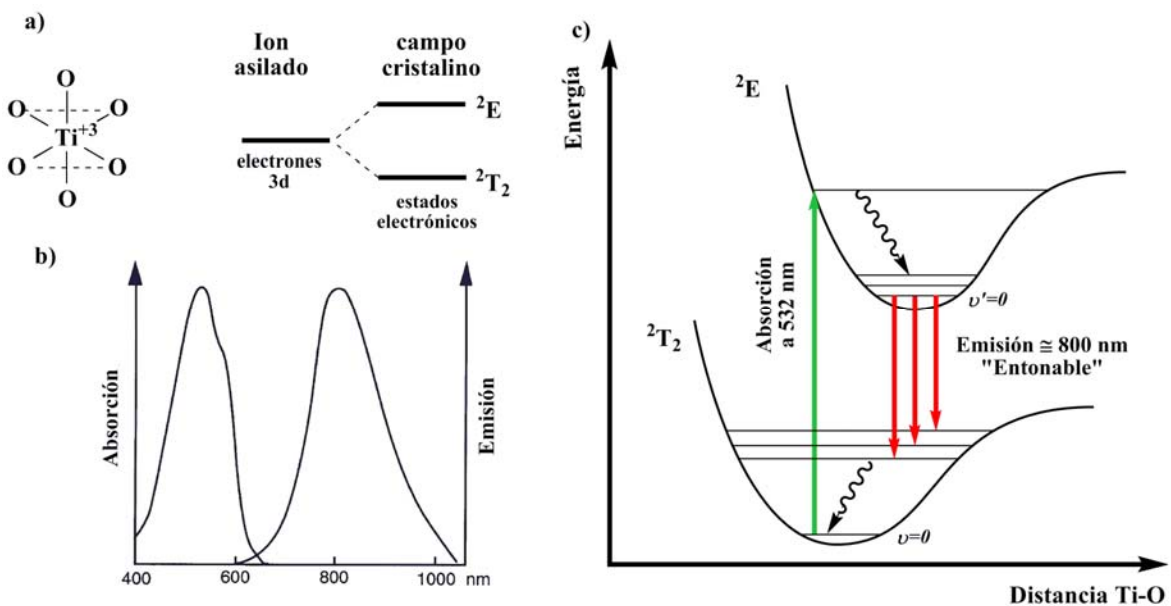 a)
O
O
O
Ti+3
O
O
O
Ion
asilado
campo
cristalino
electrones
3d
²E
²T₂
estados
electrónicos
b)
Absorción
Emisión
400
600
800
1000 nm
c)
Energía
²E
Absorción
a 532 nm
υ'=0
²T₂
Emisión ≅ 800 nm
"Entonable"
υ=0
Distancia Ti-O